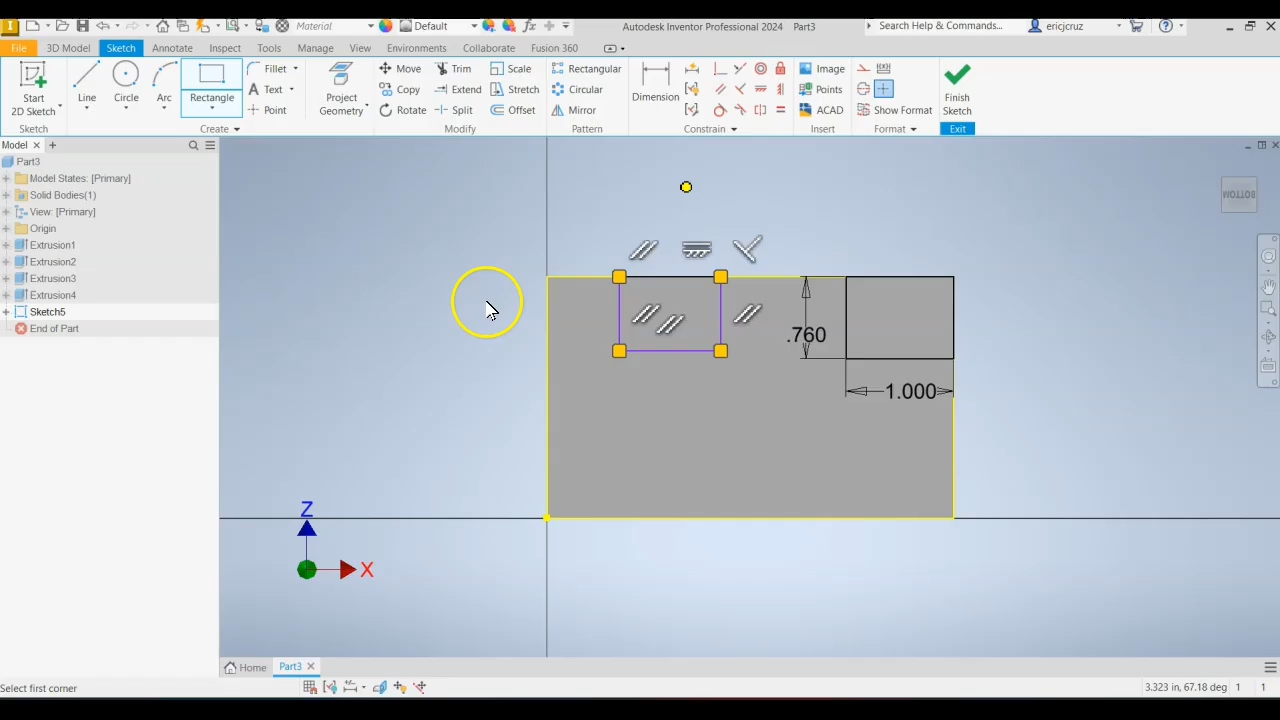 Material Default fx Autodesk Inventor Professional 2024 Part3 Search Help & Commands... ericjcruz
File 3D Model Sketch Annotate Inspect Tools Manage View Environments Collaborate Fusion 360
Start 2D Sketch Line Circle Arc Rectangle Fillet Text Point Project Geometry Move Copy Rotate Trim Extend Split Scale Stretch Offset Rectangular Circular Mirror Dimension Image Points ACAD Show Format Finish Sketch
Sketch Create Modify Pattern Constrain Insert Format Exit
Model
Part3
Model States: [Primary]
Solid Bodies(1)
View: [Primary]
Origin
Extrusion1
Extrusion2
Extrusion3
Extrusion4
Sketch5
End of Part
BOTTOM
.760
1.000
Z
X
Home Part3
Select first corner 3.323 in, 67.18 deg 1 1